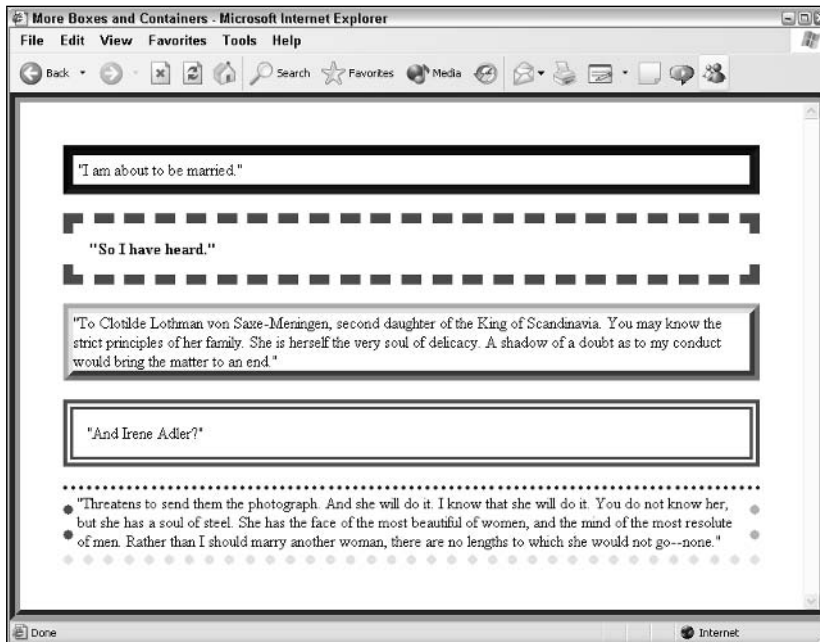 More Boxes and Containers - Microsoft Internet Explorer
File Edit View Favorites Tools Help
Back Search Favorites Media
"I am about to be married."
"So I have heard."
"To Clotilde Lothman von Saxe-Meningen, second daughter of the King of Scandinavia. You may know the
strict principles of her family. She is herself the very soul of delicacy. A shadow of a doubt as to my conduct
would bring the matter to an end."
"And Irene Adler?"
"Threatens to send them the photograph. And she will do it. I know that she will do it. You do not know her,
but she has a soul of steel. She has the face of the most beautiful of women, and the mind of the most resolute
of men. Rather than I should marry another woman, there are no lengths to which she would not go--none."
Done Internet